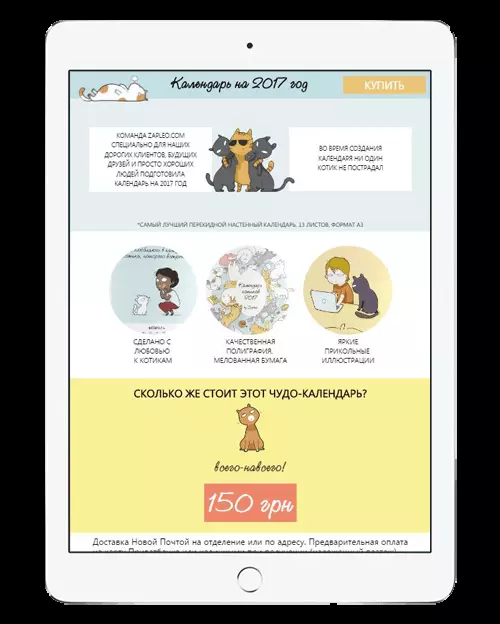 Календарь на 2017 год
КУПИТЬ
КОМАНДА ZAPLEO.COM
СПЕЦИАЛЬНО ДЛЯ НАШИХ
ДОРОГИХ КЛИЕНТОВ, БУДУЩИХ
ДРУЗЕЙ И ПРОСТО ХОРОШИХ
ЛЮДЕЙ ПОДГОТОВИЛА
КАЛЕНДАРЬ НА 2017 ГОД
ВО ВРЕМЯ СОЗДАНИЯ
КАЛЕНДАРЯ НИ ОДИН
КОТИК НЕ ПОСТРАДАЛ
*САМЫЙ ЛУЧШИЙ ПЕРЕКИДНОЙ НАСТЕННЫЙ КАЛЕНДАРЬ, 13 ЛИСТОВ, ФОРМАТ А3
Календарь
котиков
2017
СДЕЛАНО С
ЛЮБОВЬЮ
К КОТИКАМ
КАЧЕСТВЕННАЯ
ПОЛИГРАФИЯ,
МЕЛОВАННАЯ БУМАГА
ЯРКИЕ
ПРИКОЛЬНЫЕ
ИЛЛЮСТРАЦИИ
СКОЛЬКО ЖЕ СТОИТ ЭТОТ ЧУДО-КАЛЕНДАРЬ?
всего-навсего!
150 грн
Доставка Новой Почтой на отделение или по адресу. Предварительная оплата